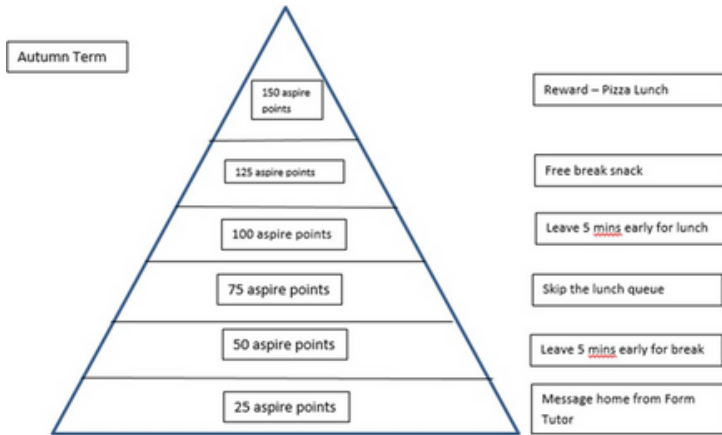 Autumn Term
150 aspire
points
Reward – Pizza Lunch
125 aspire points
Free break snack
100 aspire points
Leave 5 mins early for lunch
75 aspire points
Skip the lunch queue
50 aspire points
Leave 5 mins early for break
25 aspire points
Message home from Form
Tutor